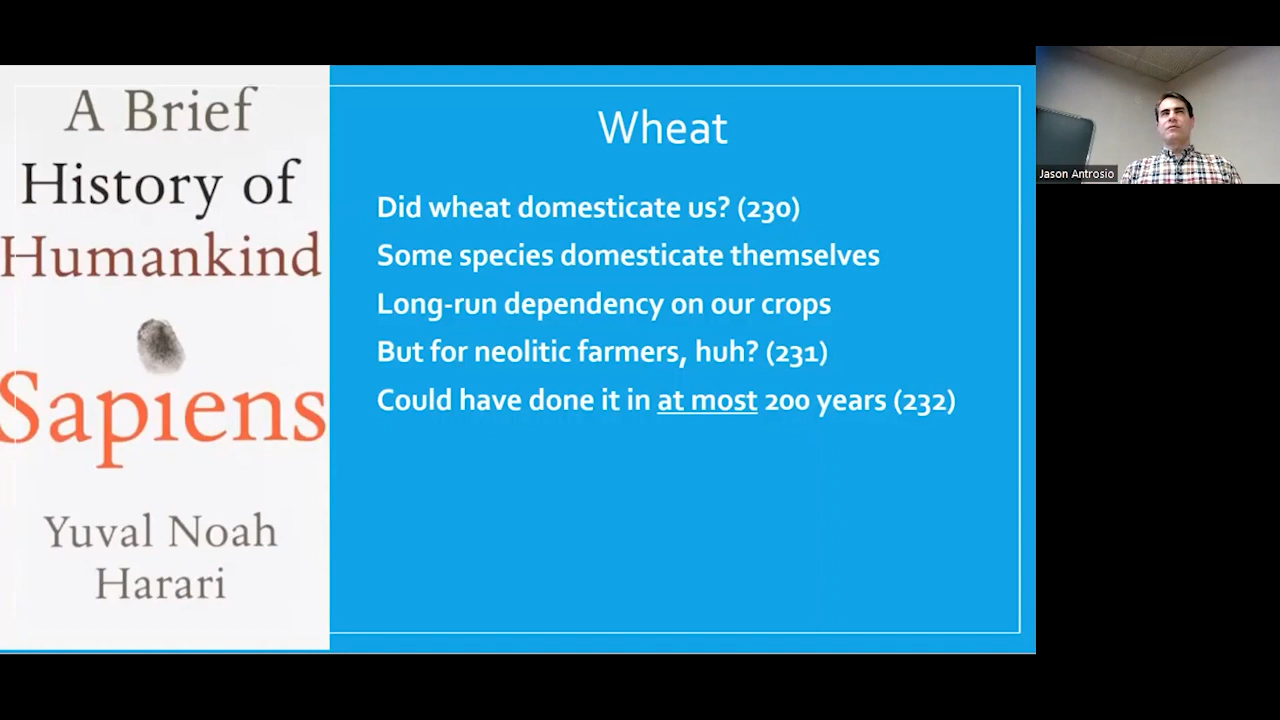 A Brief
History of
Humankind
Sapiens
Yuval Noah
Harari
Wheat
Did wheat domesticate us? (230)
Some species domesticate themselves
Long-run dependency on our crops
But for neolitic farmers, huh? (231)
Could have done it in at most 200 years (232)
Jason Antrosio